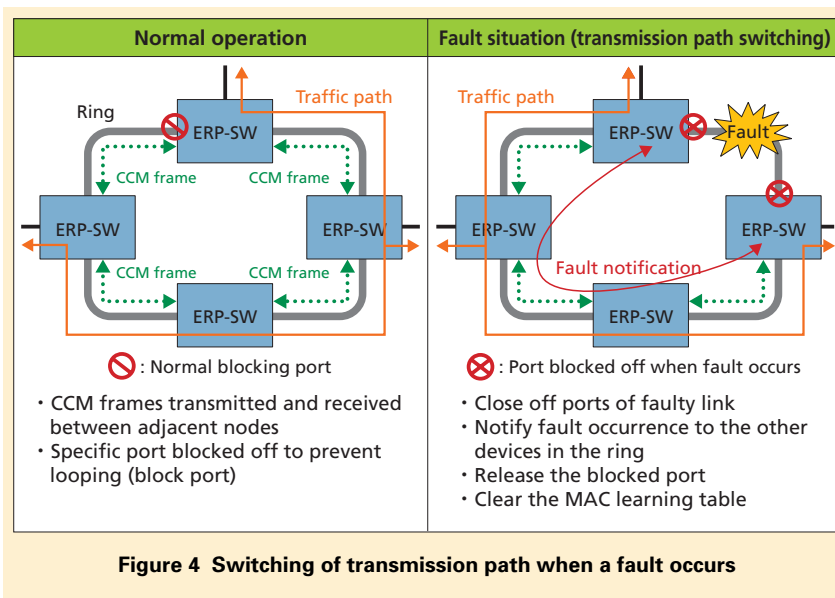 Normal operation
Fault situation (transmission path switching)
Traffic path
Ring
ERP-SW
CCM frame
CCM frame
ERP-SW
ERP-SW
CCM frame
CCM frame
ERP-SW
: Normal blocking port
・CCM frames transmitted and received
between adjacent nodes
・Specific port blocked off to prevent
looping (block port)
Traffic path
ERP-SW
Fault
ERP-SW
ERP-SW
Fault notification
ERP-SW
: Port blocked off when fault occurs
・Close off ports of faulty link
・Notify fault occurrence to the other
devices in the ring
・Release the blocked port
・Clear the MAC learning table
Figure 4 Switching of transmission path when a fault occurs